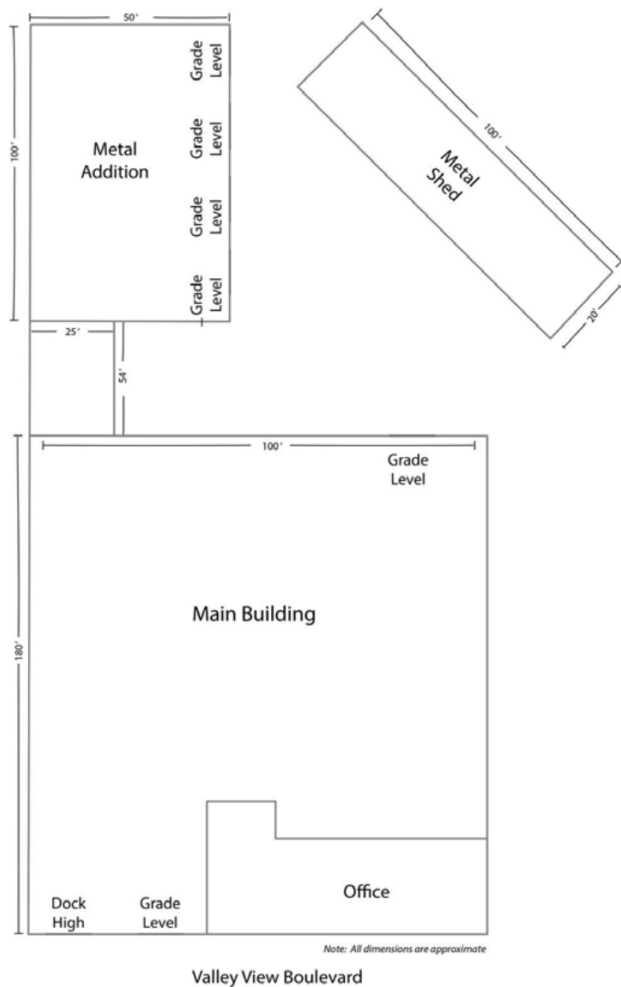 50'
Grade
Level
100'
Metal
Addition
Grade
Level
Grade
Level
Grade
Level
100'
Metal
Shed
20'
25'
54'
100'
Grade
Level
Main Building
180'
Office
Dock
High
Grade
Level
Note: All dimensions are approximate
Valley View Boulevard